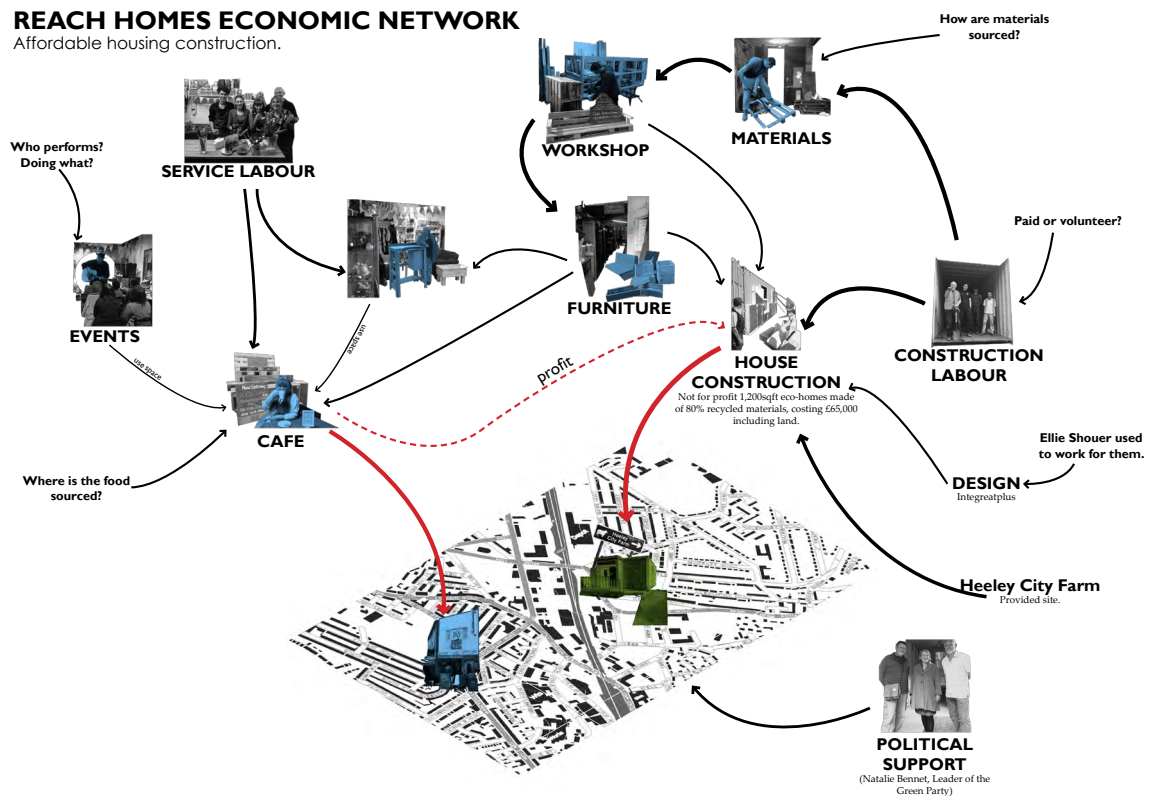 REACH HOMES ECONOMIC NETWORK
Affordable housing construction.
How are materials
sourced?
Who performs?
Doing what?
SERVICE LABOUR
WORKSHOP
MATERIALS
Paid or volunteer?
EVENTS
FURNITURE
use space
use space
profit
CONSTRUCTION
LABOUR
HOUSE
CONSTRUCTION
Not for profit 1,200sqft eco-homes made
of 80% recycled materials, costing £65,000
including land.
CAFE
Where is the food
sourced?
Ellie Shouer used
to work for them.
DESIGN
Integreatplus
Heeley
City Farm
Heeley City Farm
Provided site.
POLITICAL
SUPPORT
(Natalie Bennet, Leader of the
Green Party)